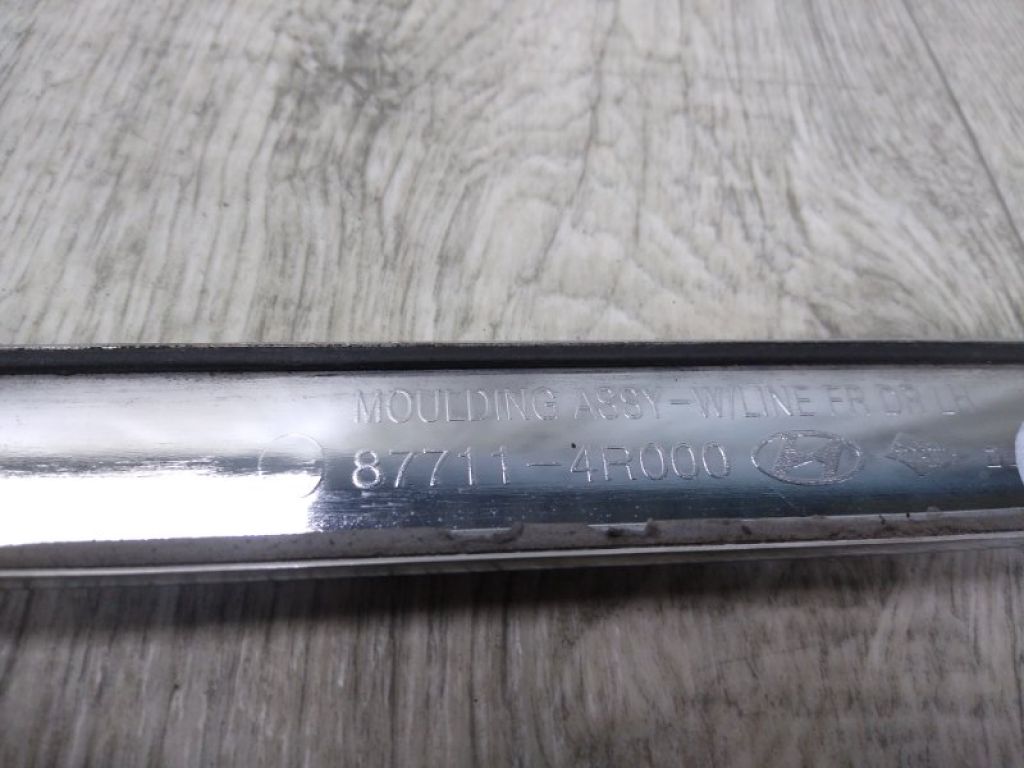 MOULDING ASSY-W/LINE FR DR LH
87711-4R000